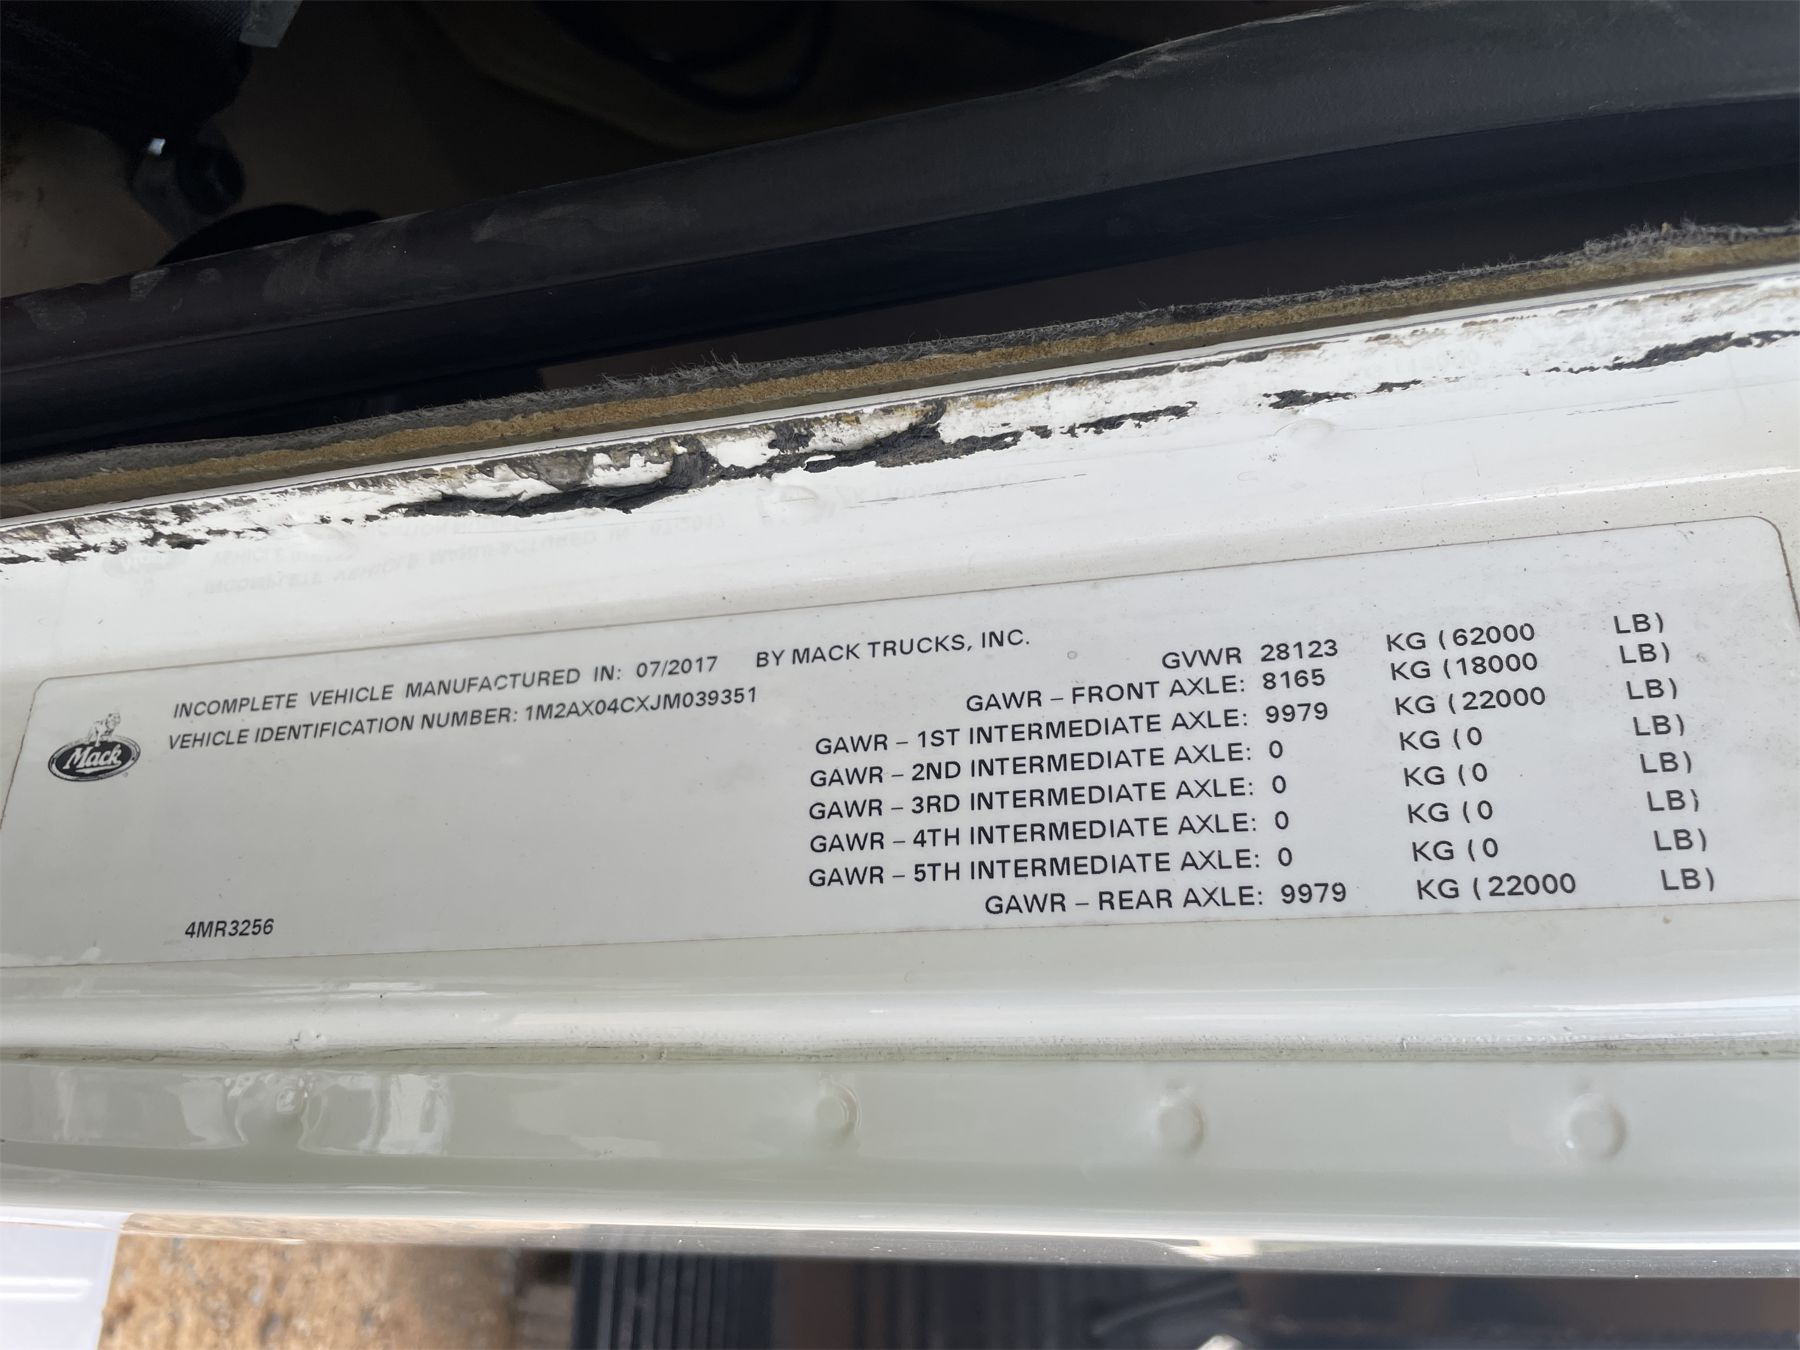 INCOMPLETE VEHICLE MANUFACTURED IN: 07/2017 BY MACK TRUCKS, INC.
VEHICLE IDENTIFICATION NUMBER: 1M2AX04CXJM039351
Mack
4MR3256
GVWR 28123 KG (62000 LB)
GAWR – FRONT AXLE: 8165 KG (18000 LB)
GAWR – 1ST INTERMEDIATE AXLE: 9979 KG (22000 LB)
GAWR – 2ND INTERMEDIATE AXLE: 0 KG (0 LB)
GAWR – 3RD INTERMEDIATE AXLE: 0 KG (0 LB)
GAWR – 4TH INTERMEDIATE AXLE: 0 KG (0 LB)
GAWR – 5TH INTERMEDIATE AXLE: 0 KG (0 LB)
GAWR – REAR AXLE: 9979 KG (22000 LB)